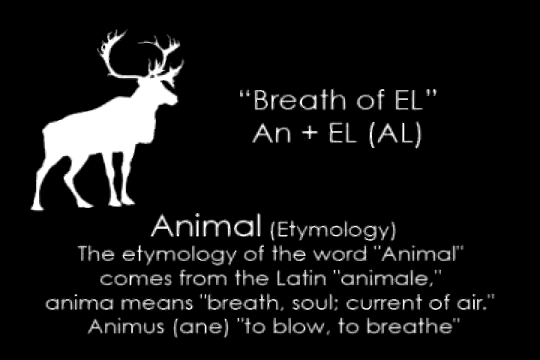 “Breath of EL”
An + EL (AL)
Animal (Etymology)
The etymology of the word "Animal"
comes from the Latin "animale,"
anima means "breath, soul; current of air."
Animus (ane) "to blow, to breathe"